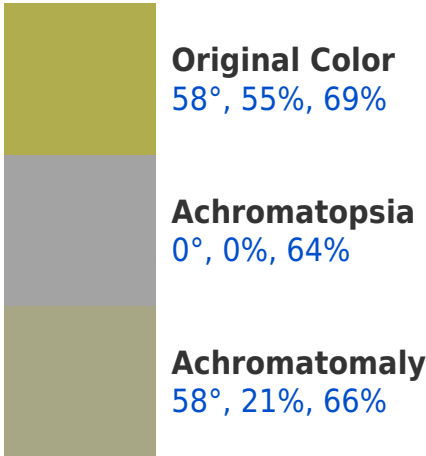 Original Color
58°, 55%, 69%
Achromatopsia
0°, 0%, 64%
Achromatomaly
58°, 21%, 66%